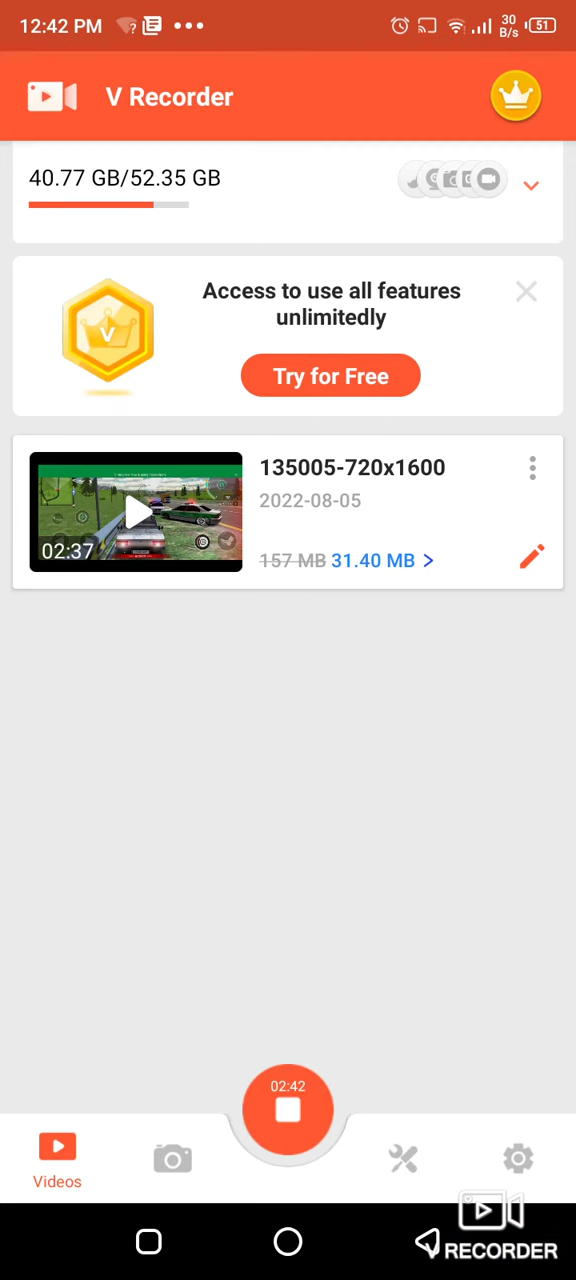 12:42 PM
30
B/s
51
V Recorder
40.77 GB/52.35 GB
Access to use all features
unlimitedly
V
Try for Free
135005-720x1600
2022-08-05
02:37
157 MB 31.40 MB >
02:42
Videos
RECORDER